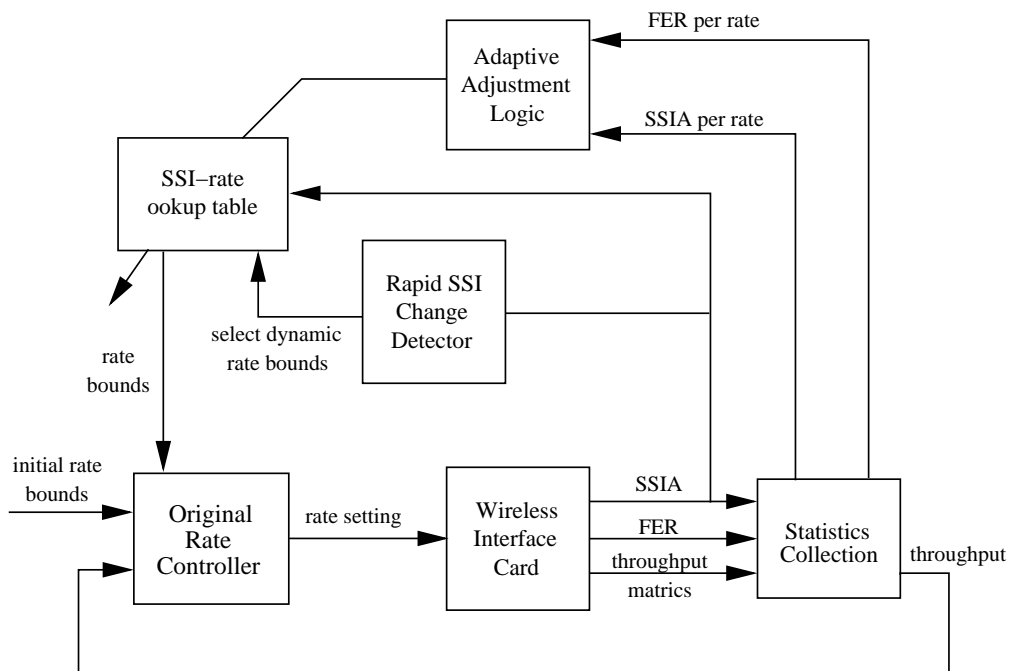 FER per rate
Adaptive
Adjustment
Logic
SSIA per rate
SSI–rate
ookup table
Rapid SSI
Change
Detector
select dynamic
rate bounds
rate
bounds
initial rate
bounds
Original
Rate
Controller
rate setting
Wireless
Interface
Card
SSIA
FER
throughput
matrics
Statistics
Collection
throughput